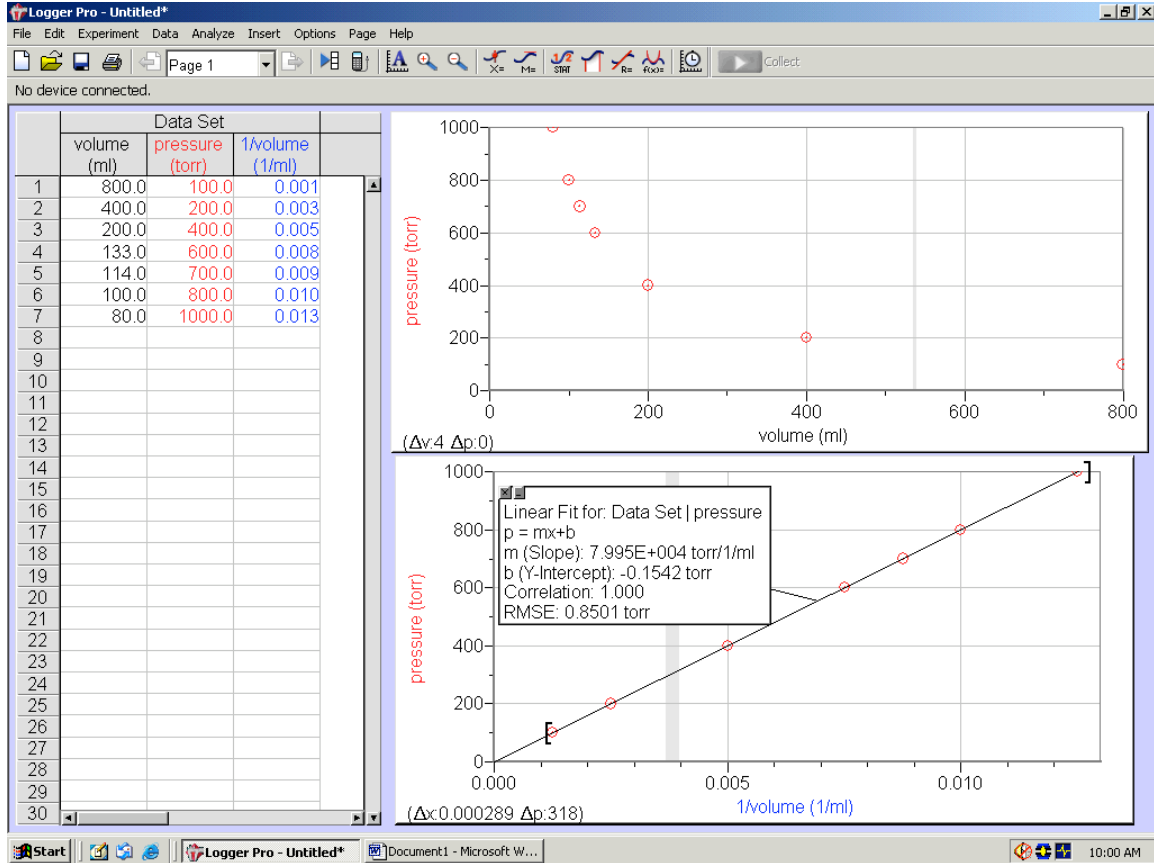 Logger Pro - Untitled*
File Edit Experiment Data Analyze Insert Options Page Help
Page 1
X= M= 1/2 STAT R= f(x)= Collect
No device connected.
Data Set
volume (ml) pressure (torr) 1/volume (1/ml)
1 800.0 100.0 0.001
2 400.0 200.0 0.003
3 200.0 400.0 0.005
4 133.0 600.0 0.008
5 114.0 700.0 0.009
6 100.0 800.0 0.010
7 80.0 1000.0 0.013
8
9
10
11
12
13
14
15
16
17
18
19
20
21
22
23
24
25
26
27
28
29
30
pressure (torr)
1000
800
600
400
200
0
0 200 400 600 800
volume (ml)
(Δv:4 Δp:0)
pressure (torr)
1000
800
600
400
200
0
Linear Fit for: Data Set | pressure
p = mx+b
m (Slope): 7.995E+004 torr/1/ml
b (Y-Intercept): -0.1542 torr
Correlation: 1.000
RMSE: 0.8501 torr
0.000 0.005 0.010
1/volume (1/ml)
(Δx:0.000289 Δp:318)
Start Logger Pro - Untitled* Document1 - Microsoft W... 10:00 AM